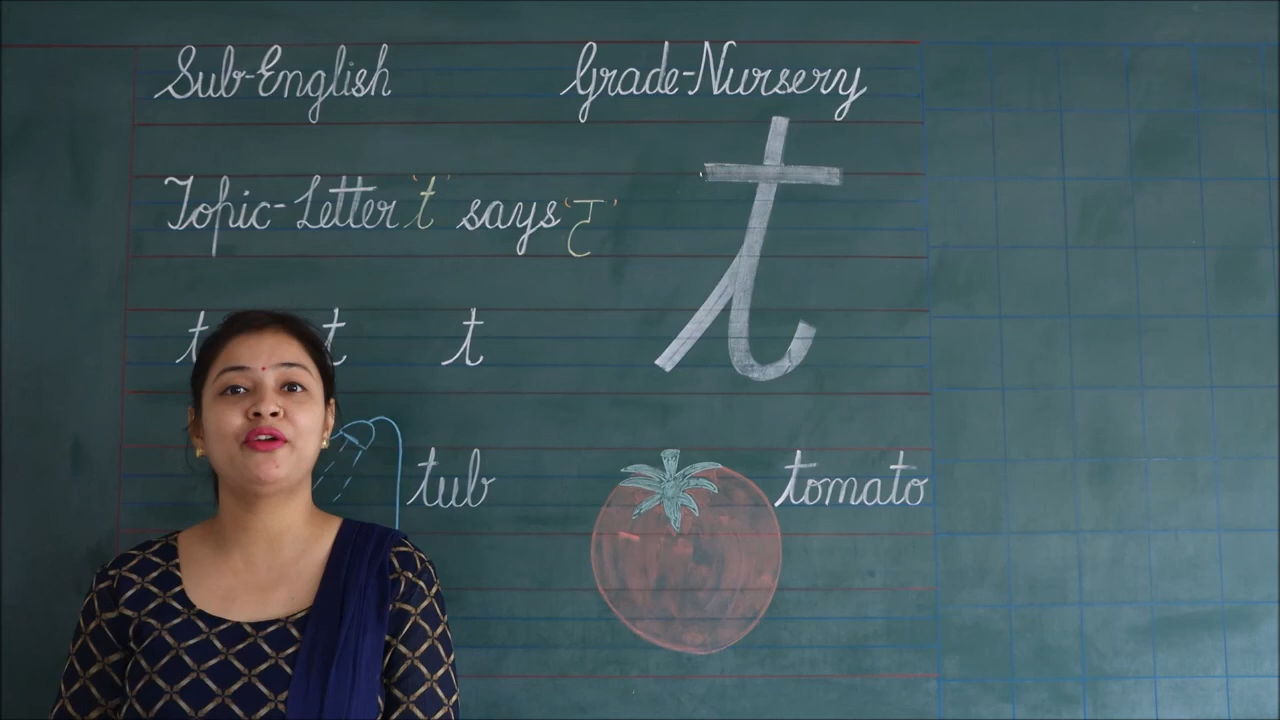 Sub-English Grade-Nursery
Topic-Letter 't' says 'ट'
t t t
t
tub tomato